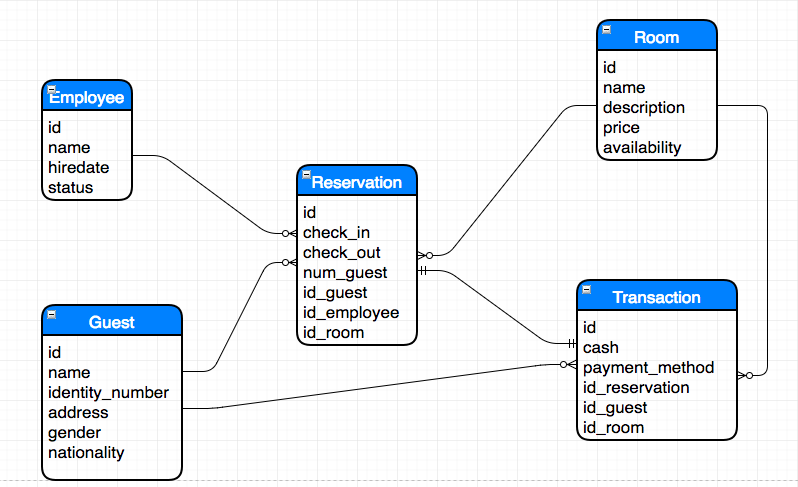 Room
id
name
description
price
availability
Employee
id
name
hiredate
status
Reservation
id
check_in
check_out
num_guest
id_guest
id_employee
id_room
Transaction
id
cash
payment_method
id_reservation
id_guest
id_room
Guest
id
name
identity_number
address
gender
nationality